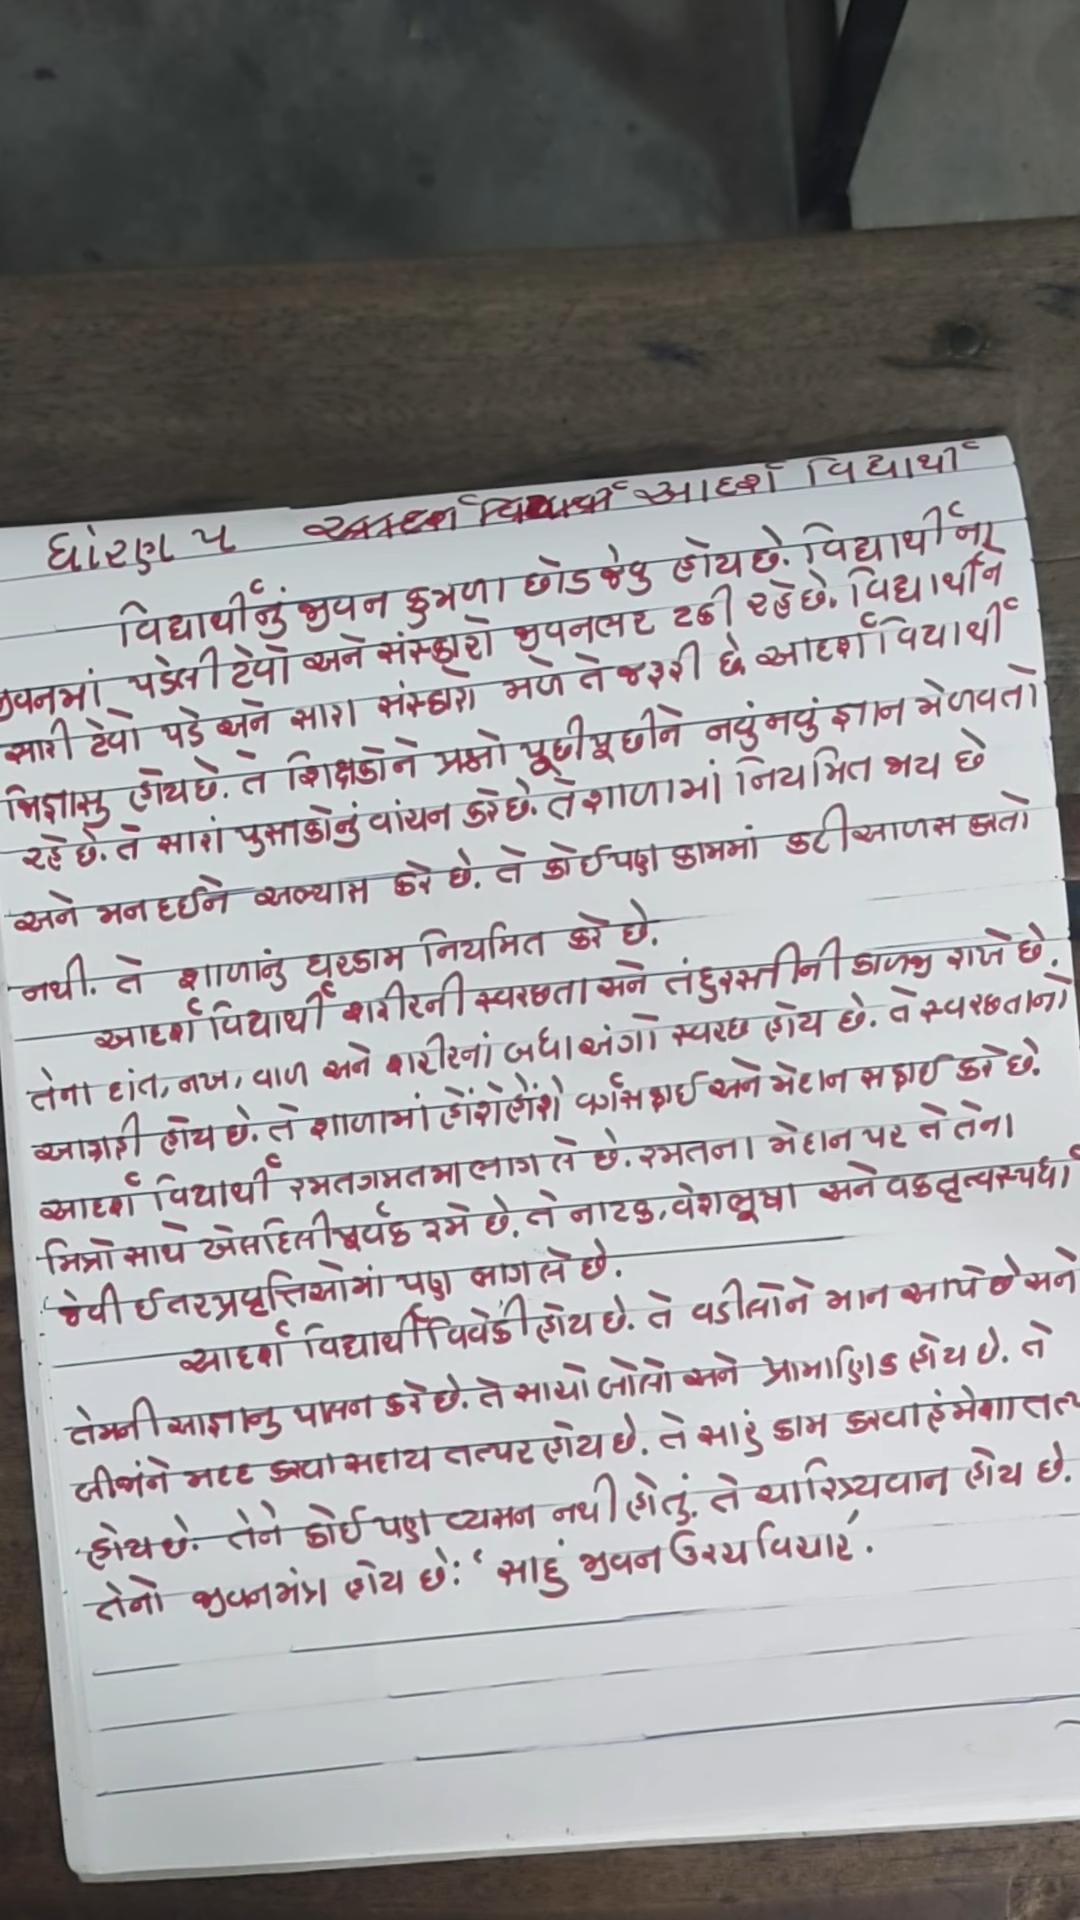 ધોરણ ૫ આદર્શ વિદ્યાર્થી આદર્શ વિદ્યાર્થી
વિદ્યાર્થીનું જીવન કુમળા છોડ જેવુ હોય છે. વિદ્યાર્થીના
જીવનમાં પડેલી ટેવો અને સંસ્કારો જીવનભર ટકી રહે છે. વિદ્યાર્થીને
સારી ટેવો પડે અને સારા સંસ્કારો મળે તે જરૂરી છે આદર્શ વિદ્યાર્થી
જિજ્ઞાસુ હોય છે. તે શિક્ષકોને પ્રશ્નો પૂછી પૂછીને નવું નવું જ્ઞાન મેળવતો
રહે છે. તે સારાં પુસ્તકોનું વાંચન કરે છે. તે શાળામાં નિયમિત જાય છે
અને મન દઈને અભ્યાસ કરે છે. તે કોઈપણ કામમાં કદી આળસ કરતો
નથી. તે શાળાનું ઘરકામ નિયમિત કરે છે.
આદર્શ વિદ્યાર્થી શરીરની સ્વચ્છતા અને તંદુરસ્તીની કાળજી રાખે છે.
તેના દાંત, નખ, વાળ અને શરીરનાં બધા અંગો સ્વચ્છ હોય છે. તે સ્વચ્છતાનો
આગ્રહી હોય છે. તે શાળામાં હોંશેહોંશે વર્ગસફાઈ અને મેદાન સફાઈ કરે છે.
આદર્શ વિદ્યાર્થી રમતગમતમા ભાગ લે છે. રમતના મેદાન પર તે તેના
મિત્રો સાથે ખેલદિલીપૂર્વક રમે છે. તે નાટક, વેશભૂષા અને વકતૃત્વસ્પર્ધા
જેવી ઈતરપ્રવૃત્તિઓમાં પણ ભાગ લે છે.
આદર્શ વિદ્યાર્થી વિવેકી હોય છે. તે વડીલોને માન આપે છે અને
તેમની આજ્ઞાનુ પાલન કરે છે. તે સાચો બોલો અને પ્રામાણિક હોય છે. તે
બીજાને મદદ કરવા સદાય તત્પર હોય છે. તે સારું કામ કરવા હંમેશા તત્પ
હોય છે. તેને કોઈ પણ વ્યસન નથી હોતું. તે ચારિત્ર્યવાન હોય છે.
તેનો જીવનમંત્ર હોય છે: ‘ સાદું જીવન ઉચ્ચ વિચાર.’